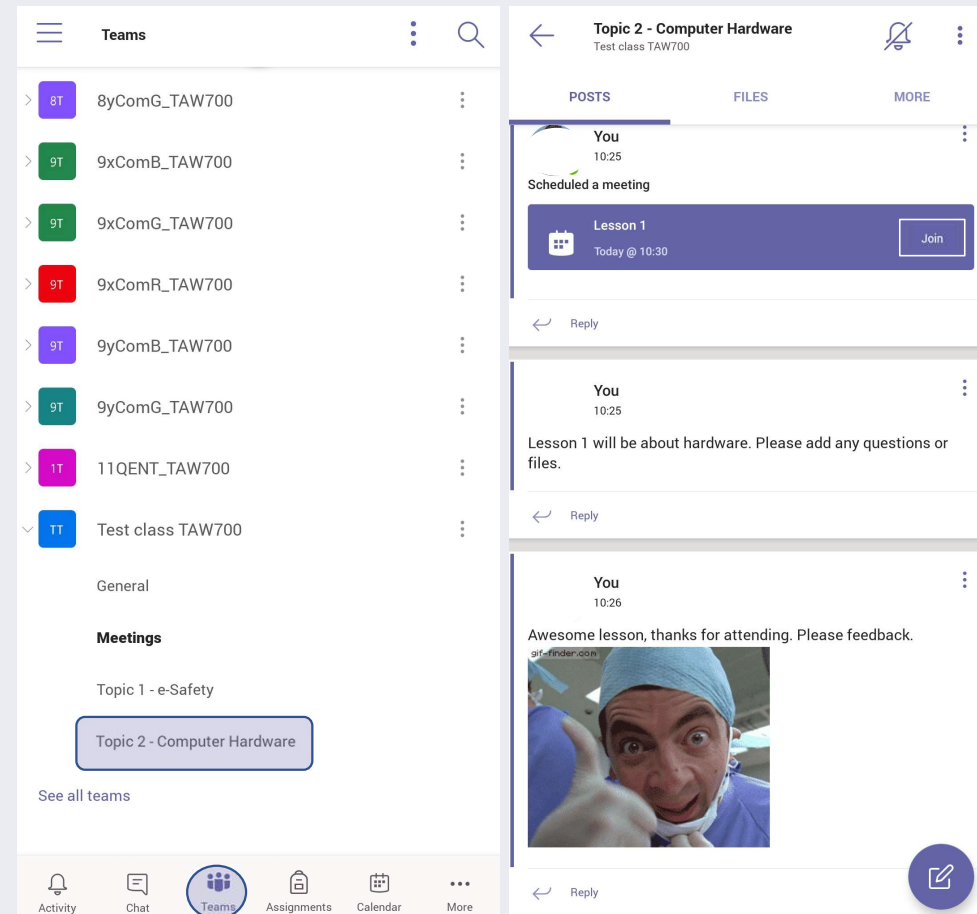 Teams
8T 8yComG_TAW700
9T 9xComB_TAW700
9T 9xComG_TAW700
9T 9xComR_TAW700
9T 9yComB_TAW700
9T 9yComG_TAW700
1T 11QENT_TAW700
TT Test class TAW700
General
Meetings
Topic 1 - e-Safety
Topic 2 - Computer Hardware
See all teams
Activity Chat Teams Assignments Calendar More
Topic 2 - Computer Hardware
Test class TAW700
POSTS FILES MORE
You
10:25
Scheduled a meeting
Lesson 1
Today @ 10:30
Join
Reply
You
10:25
Lesson 1 will be about hardware. Please add any questions or
files.
Reply
You
10:26
Awesome lesson, thanks for attending. Please feedback.
gif-finder.com
Reply